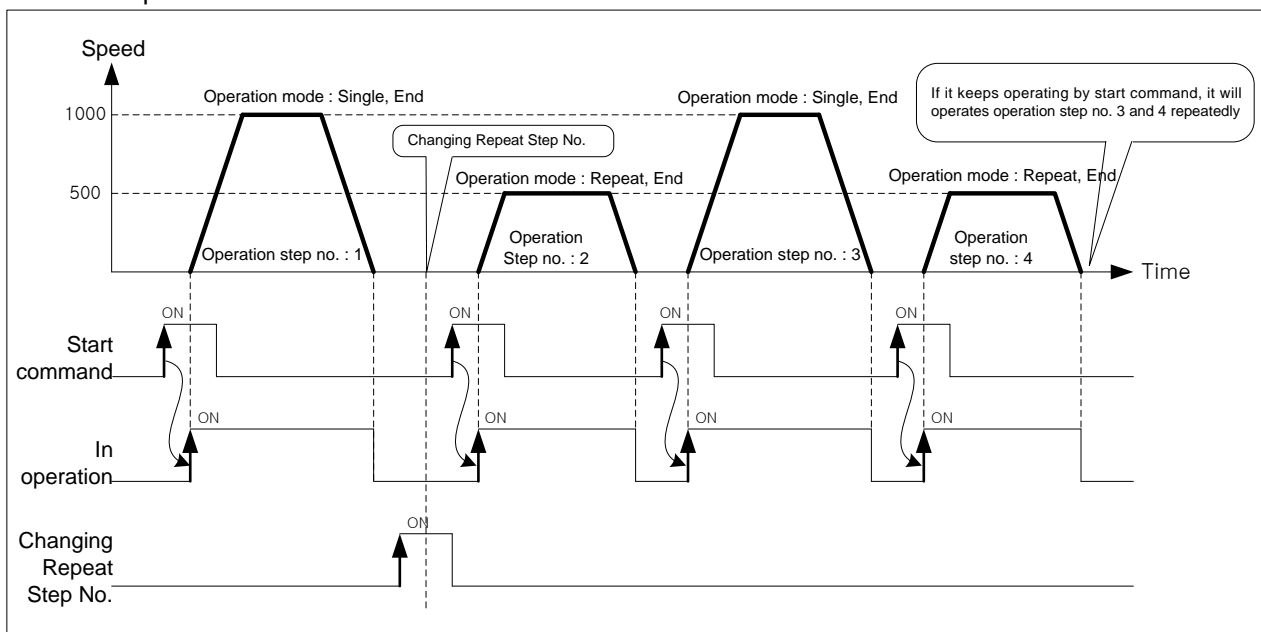 Speed
1000
500
Operation mode : Single, End
Changing Repeat Step No.
Operation mode : Repeat, End
Operation mode : Single, End
Operation mode : Repeat, End
If it keeps operating by start command, it will
operates operation step no. 3 and 4 repeatedly
Operation step no. : 1
Operation
Step no. : 2
Operation step no. : 3
Operation
step no. : 4
Time
Start
command
ON
ON
ON
ON
In
operation
ON
ON
ON
ON
Changing
Repeat
Step No.
ON